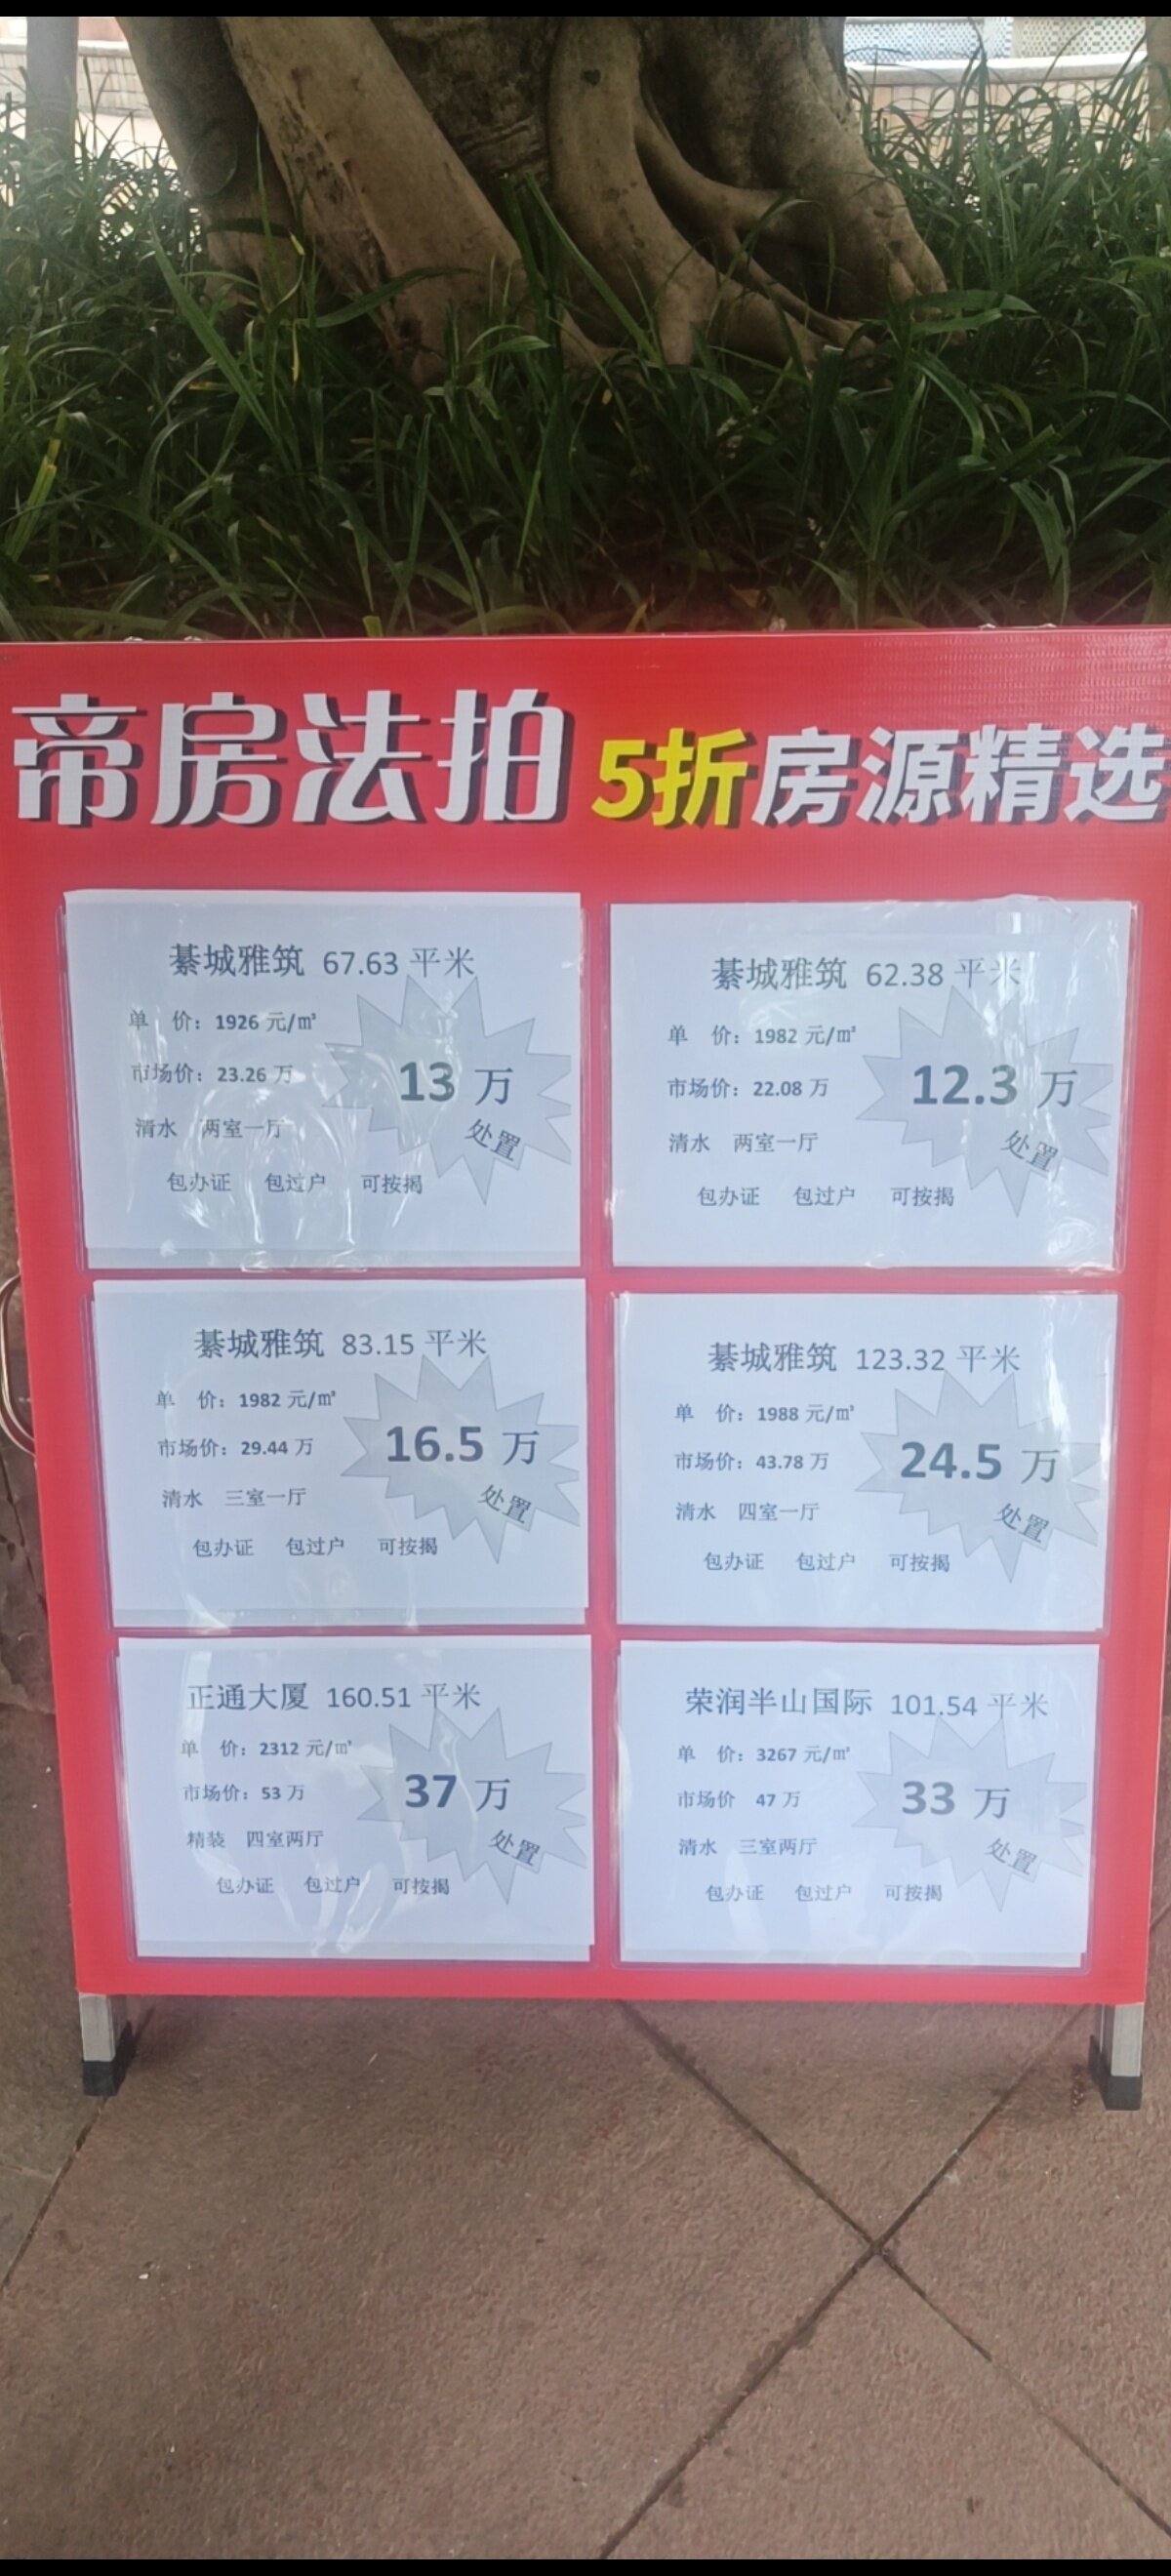 帝房法拍 5折房源精选
綦城雅筑 67.63 平米
单 价：1926 元/㎡
市场价：23.26 万
13 万
清水 两室一厅
处置
包办证 包过户 可按揭
綦城雅筑 62.38 平米
单 价：1982 元/㎡
市场价：22.08 万
12.3 万
清水 两室一厅
处置
包办证 包过户 可按揭
綦城雅筑 83.15 平米
单 价：1982 元/㎡
市场价：29.44 万
16.5 万
清水 三室一厅
处置
包办证 包过户 可按揭
綦城雅筑 123.32 平米
单 价：1988 元/㎡
市场价：43.78 万
24.5 万
清水 四室一厅
处置
包办证 包过户 可按揭
正通大厦 160.51 平米
单 价：2312 元/㎡
市场价：53 万
37 万
精装 四室两厅
处置
包办证 包过户 可按揭
荣润半山国际 101.54 平米
单 价：3267 元/㎡
市场价 47 万
33 万
清水 三室两厅
处置
包办证 包过户 可按揭